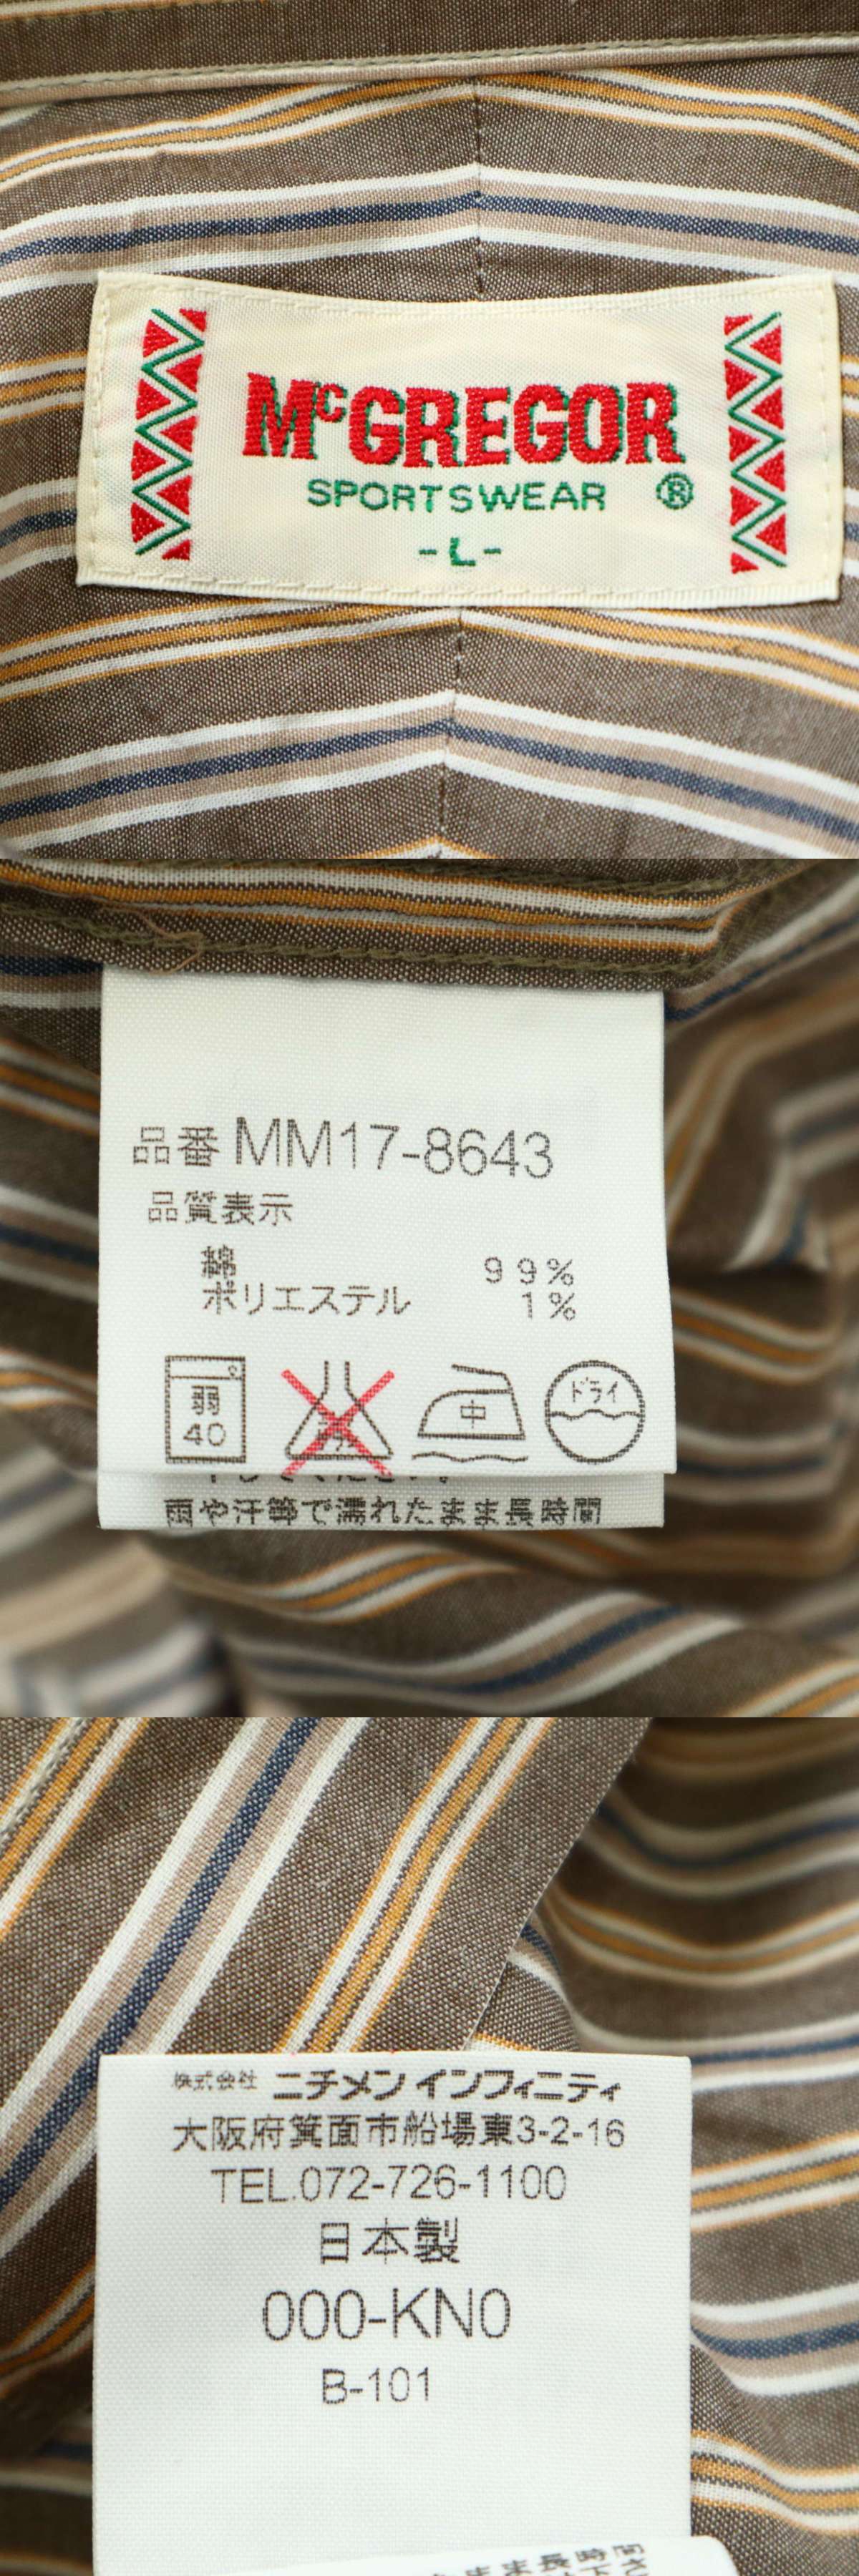 McGREGOR
SPORTSWEAR ®
-L-
品番 MM17-8643
品質表示
綿 99%
ポリエステル 1%
弱
40
中
ドライ
雨や汗等で濡れたまま長時間
株式会社 ニチメン インフィニティ
大阪府箕面市船場東3-2-16
TEL.072-726-1100
日本製
000-KN0
B-101